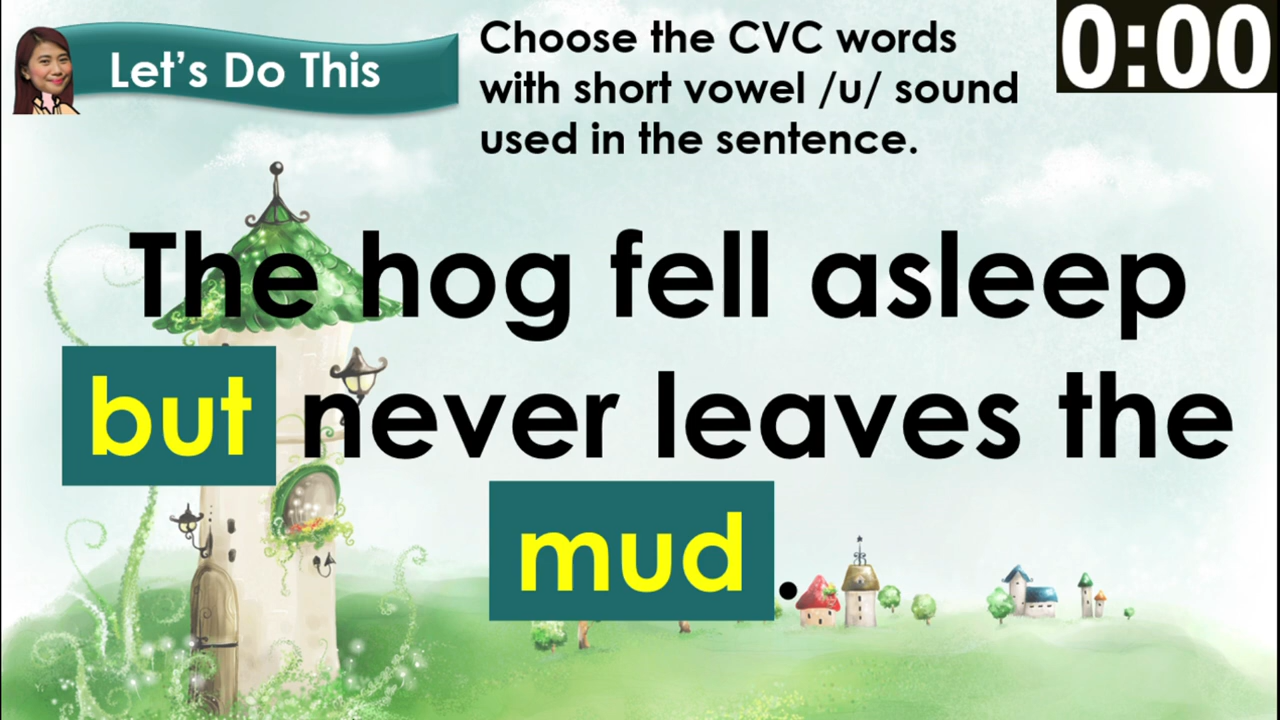 Let's Do This
Choose the CVC words
with short vowel /u/ sound
used in the sentence.
0:00
The hog fell asleep
but never leaves the
mud.